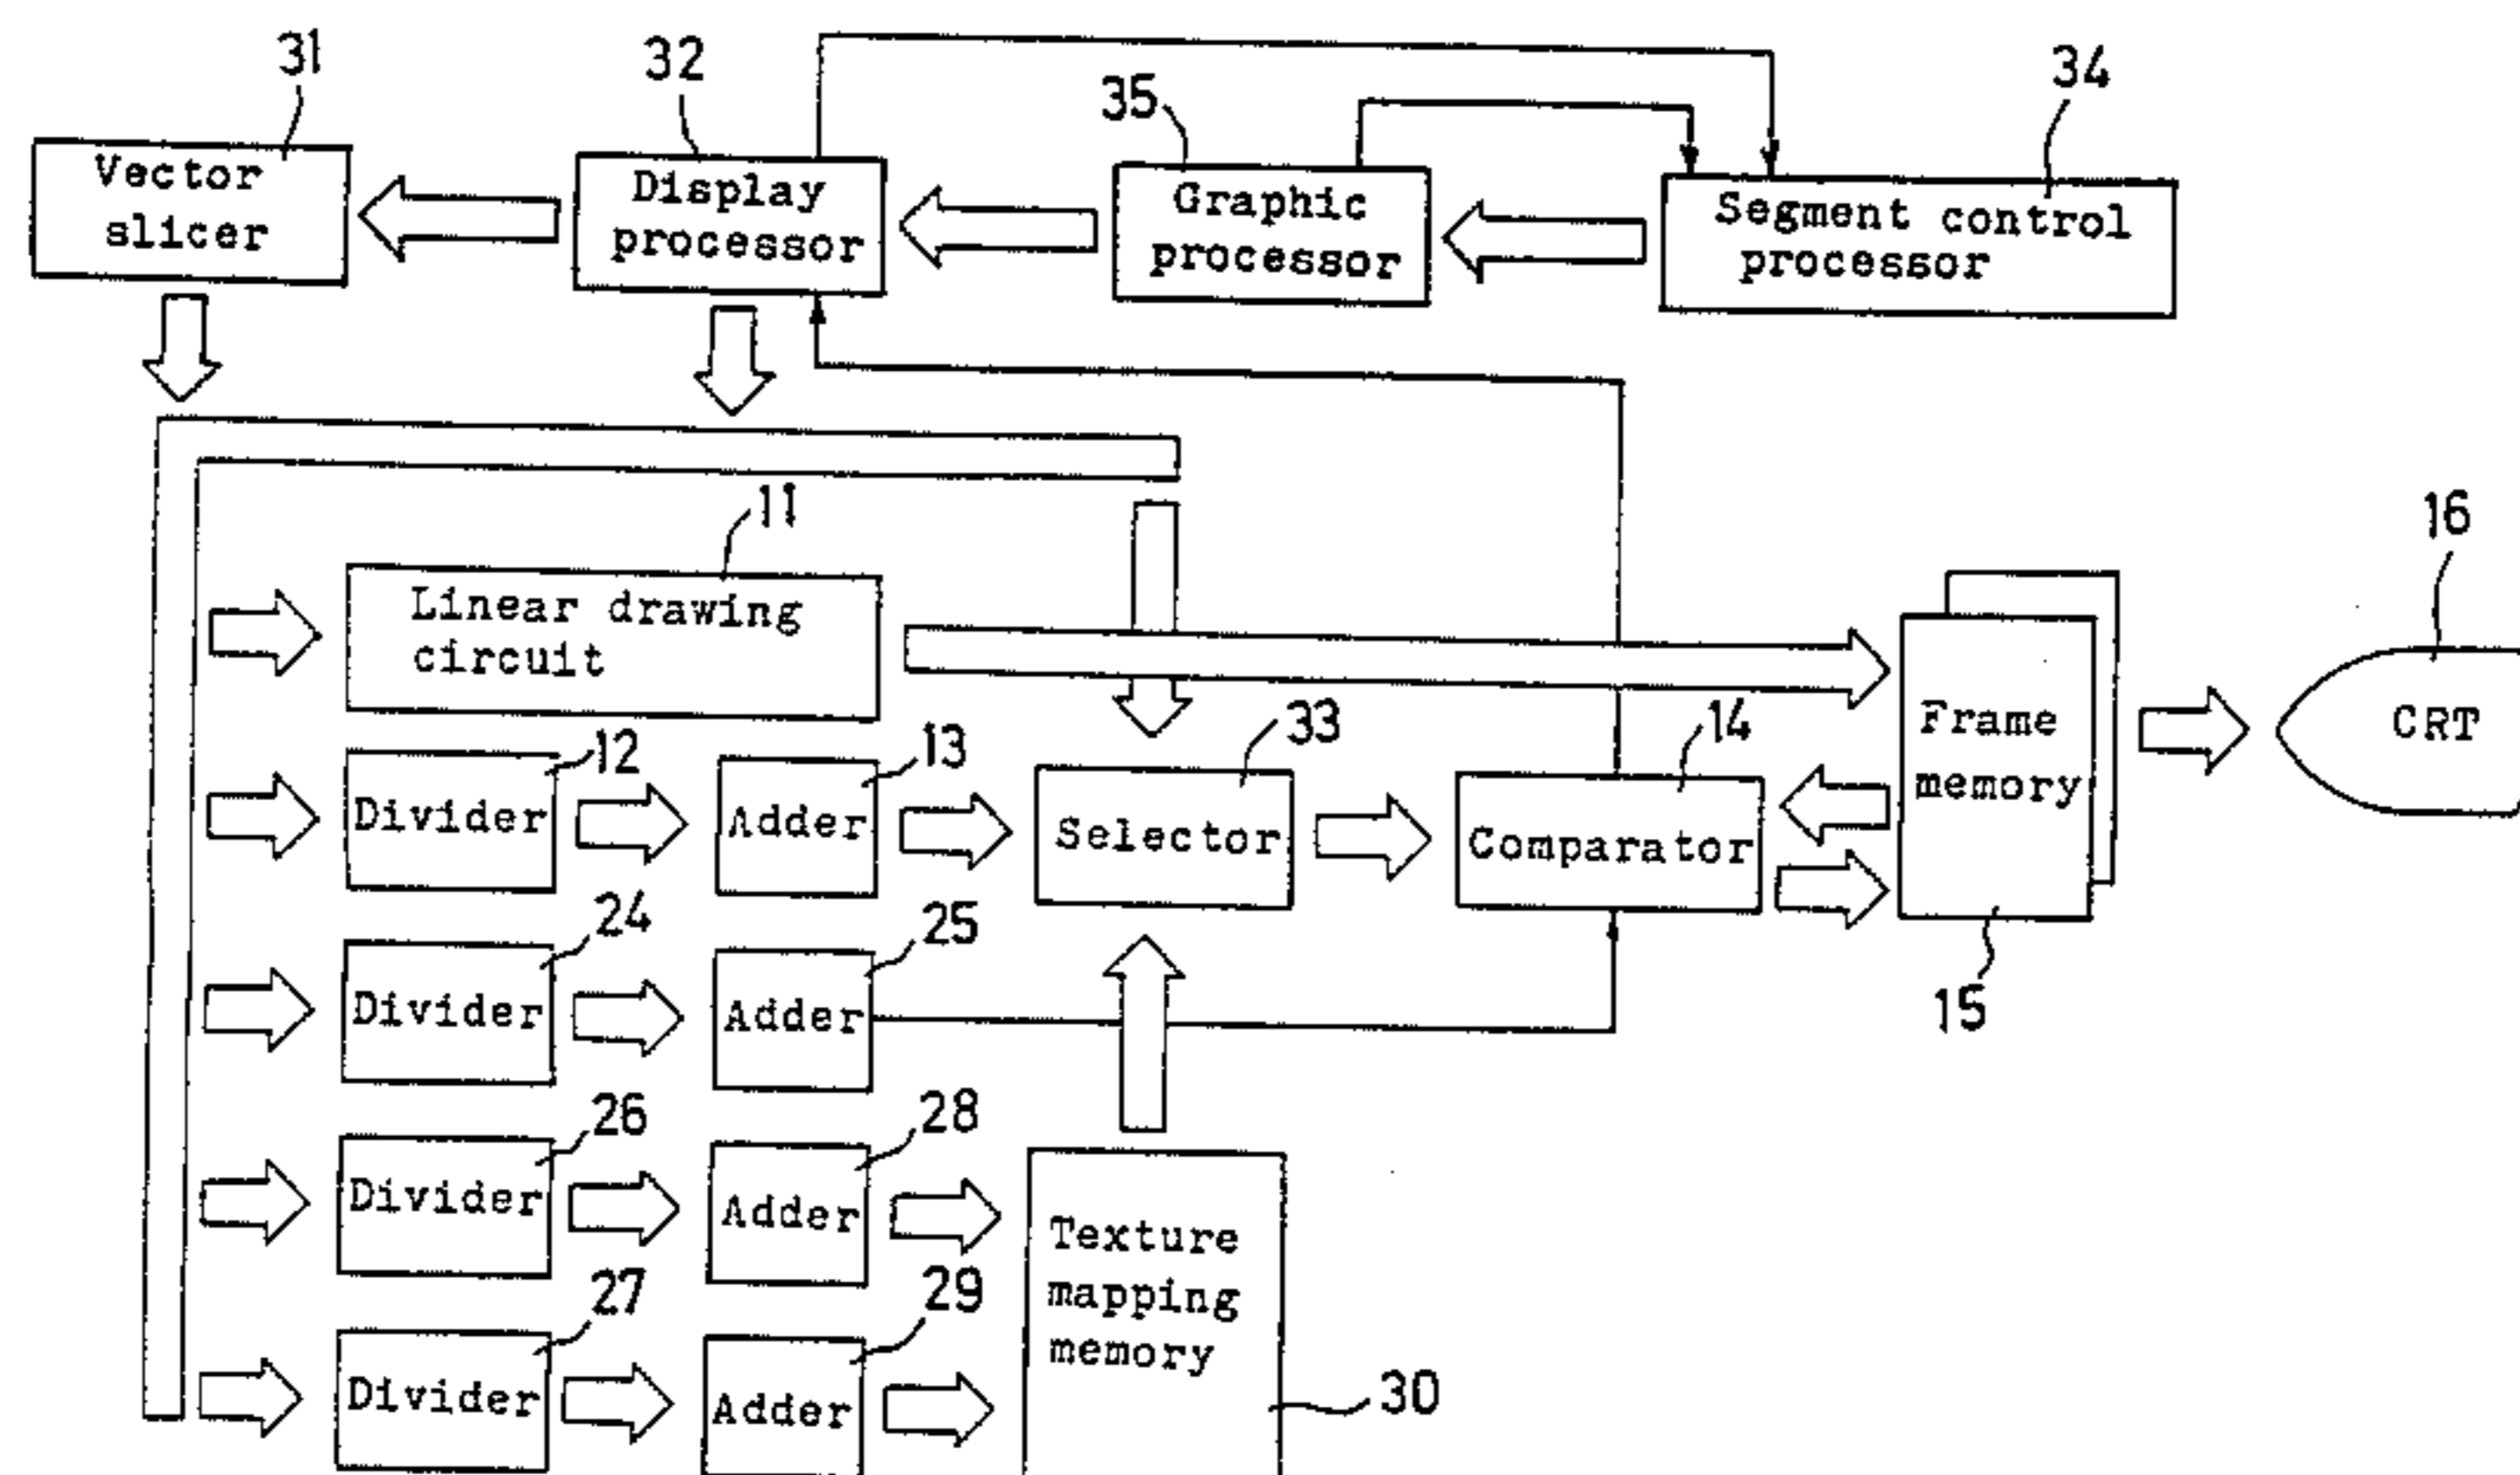 31
32
35
34
Vector
slicer
Display
processor
Graphic
processor
Segment control
processor
11
16
Linear drawing
circuit
12
13
33
14
Frame
memory
CRT
Divider
Adder
Selector
Comparator
24
25
15
Divider
Adder
26
28
Divider
Adder
Texture
mapping
memory
27
29
30
Divider
Adder